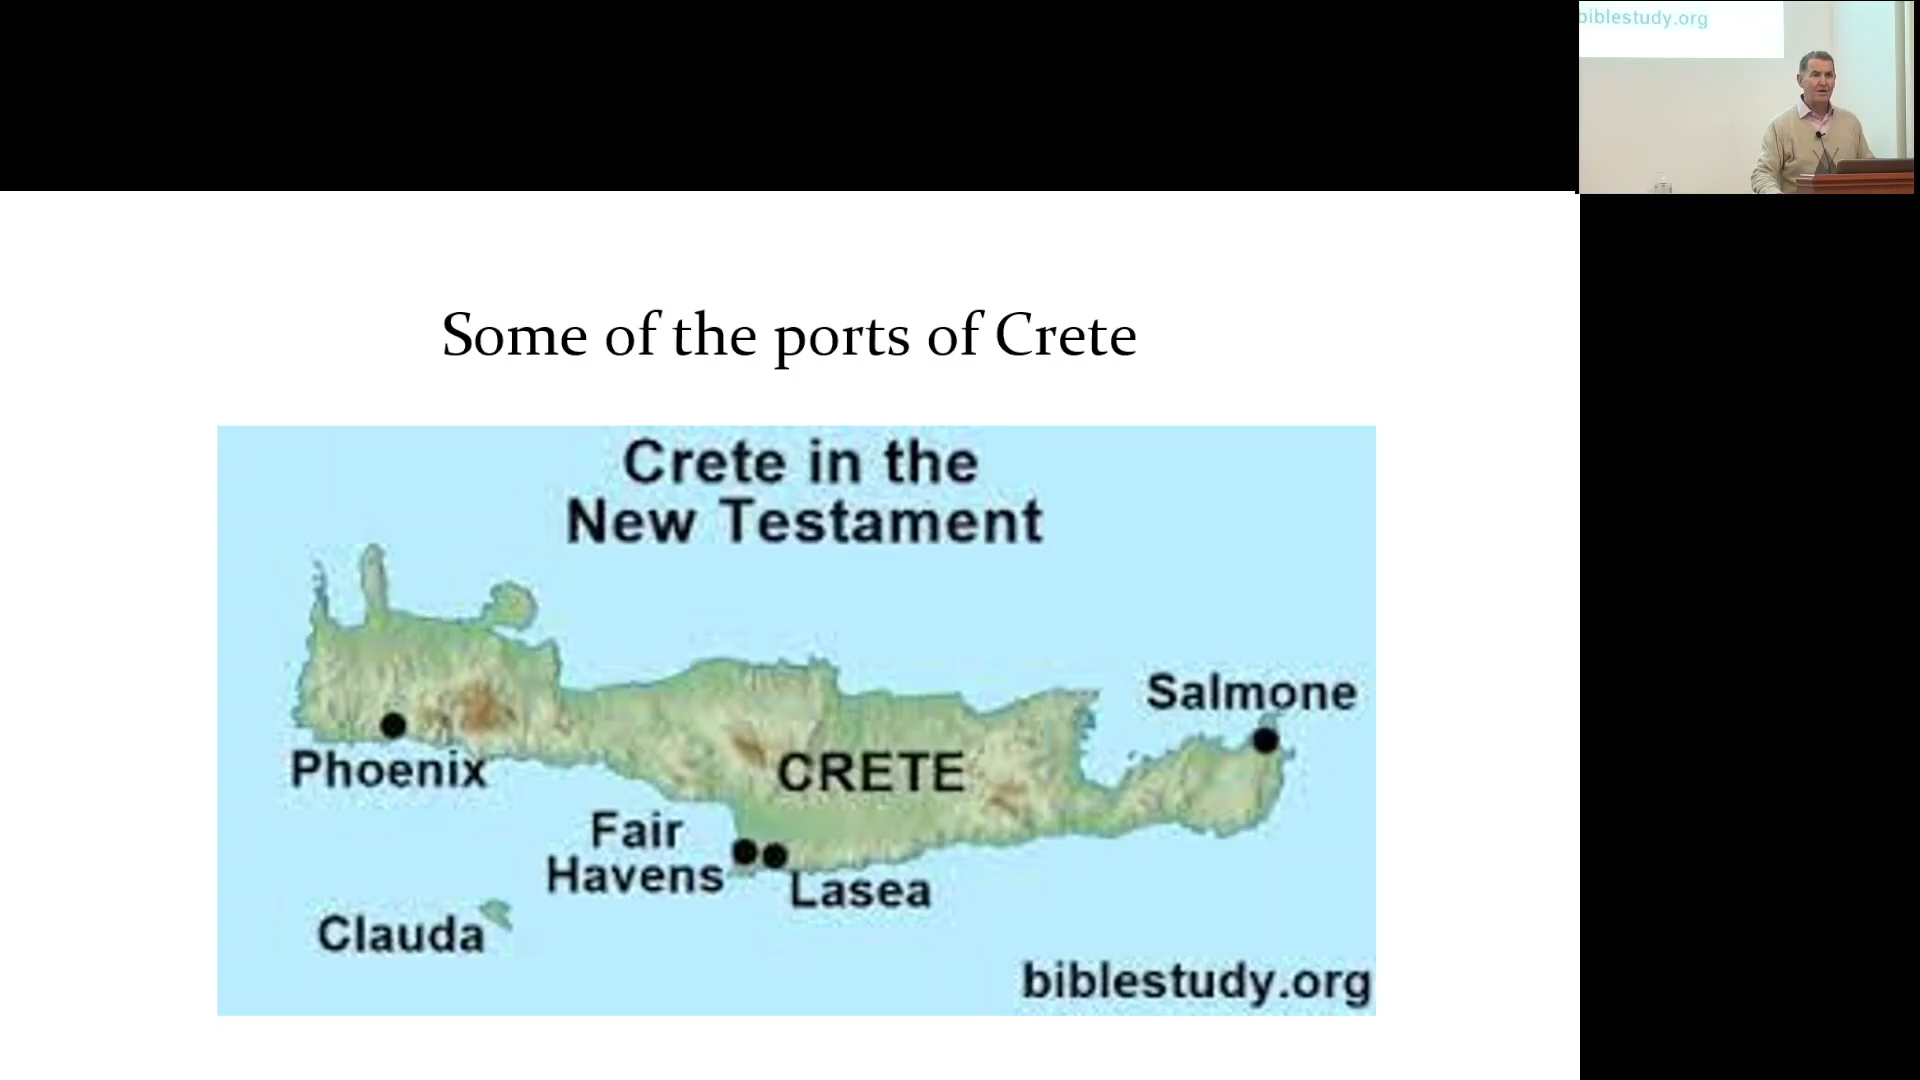 biblestudy.org
Some of the ports of Crete
Crete in the
New Testament
Salmone
Phoenix
CRETE
Fair
Havens
Lasea
Clauda
biblestudy.org